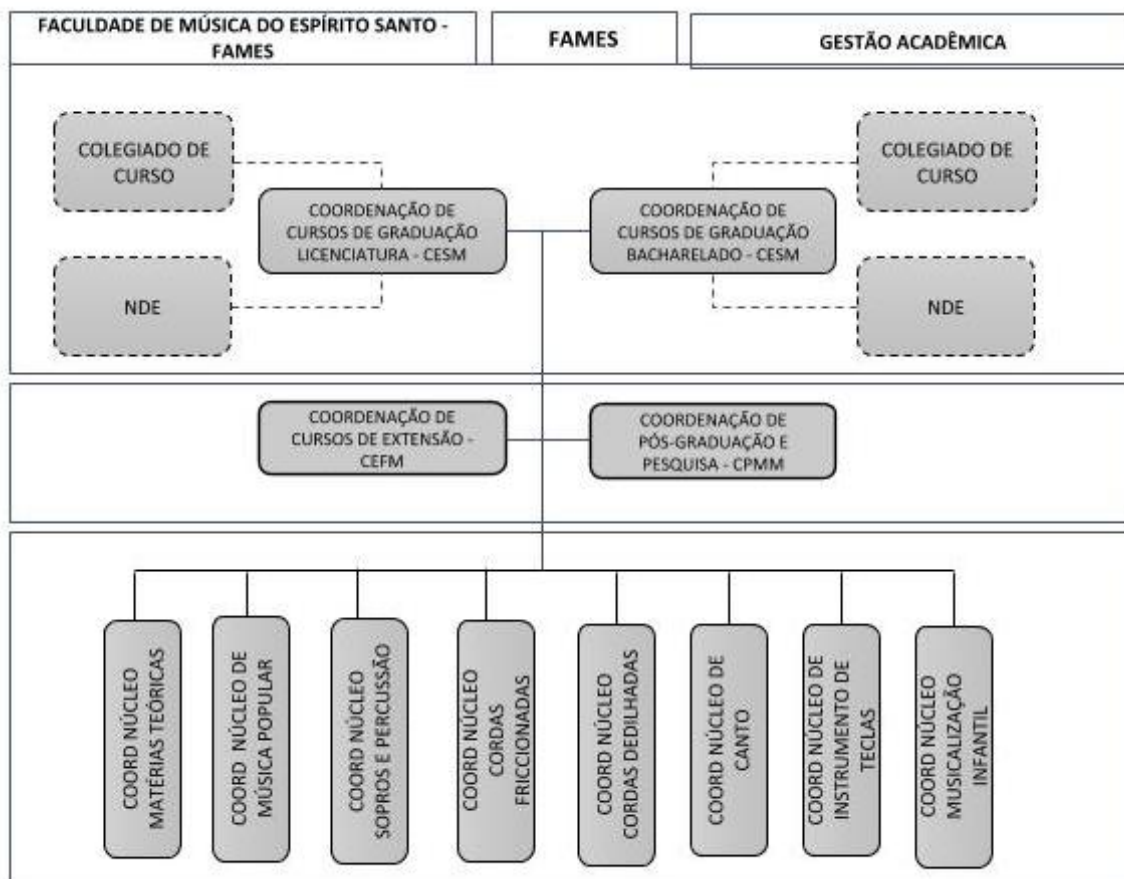 FACULDADE DE MÚSICA DO ESPÍRITO SANTO -
FAMES
FAMES
GESTÃO ACADÊMICA
COLEGIADO DE
CURSO
COLEGIADO DE
CURSO
COORDENAÇÃO DE
CURSOS DE GRADUAÇÃO
LICENCIATURA - CESM
COORDENAÇÃO DE
CURSOS DE GRADUAÇÃO
BACHARELADO - CESM
NDE
NDE
COORDENAÇÃO DE
CURSOS DE EXTENSÃO -
CEFM
COORDENAÇÃO DE
PÓS-GRADUAÇÃO E
PESQUISA - CPMM
COORD NÚCLEO
MATÉRIAS TEÓRICAS
COORD NÚCLEO DE
MÚSICA POPULAR
COORD NÚCLEO
SOPROS E PERCUSSÃO
COORD NÚCLEO
CORDAS
FRICCIONADAS
COORD NÚCLEO
CORDAS DEDILHADAS
COORD NÚCLEO DE
CANTO
COORD NÚCLEO DE
INSTRUMENTO DE
TECLAS
COORD NÚCLEO
MUSICALIZAÇÃO
INFANTIL